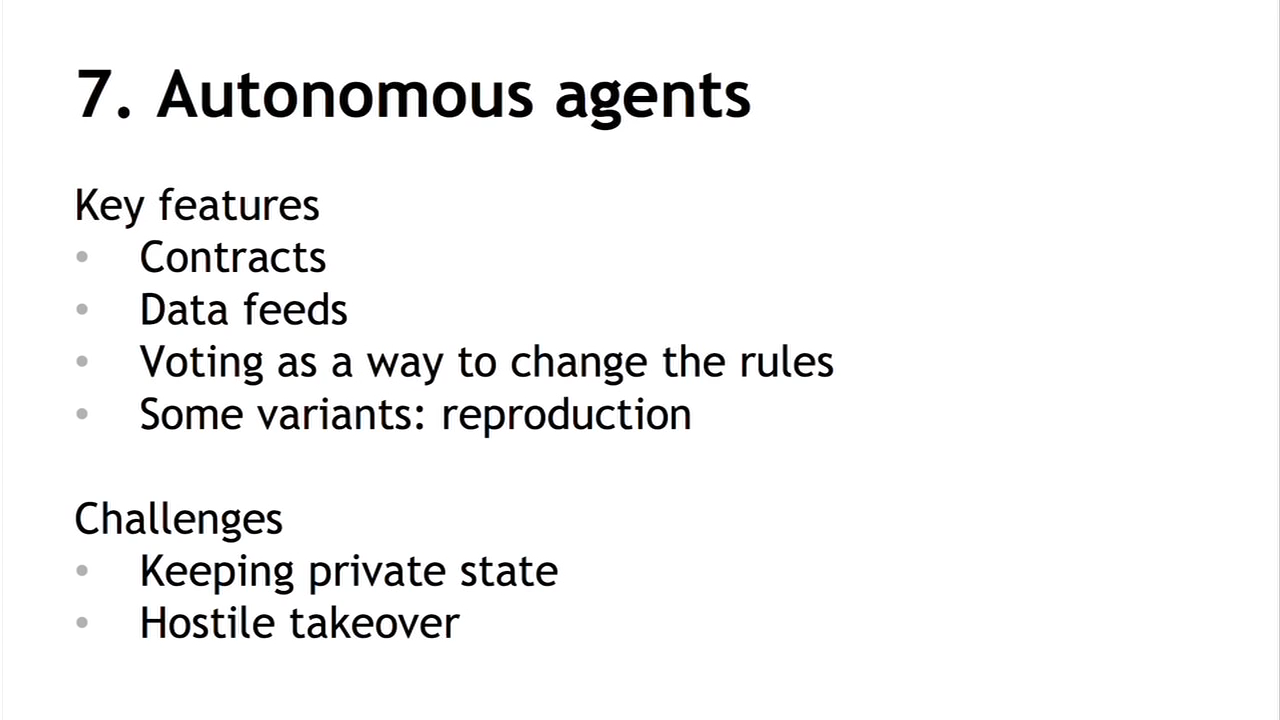 7. Autonomous agents
Key features
• Contracts
• Data feeds
• Voting as a way to change the rules
• Some variants: reproduction
Challenges
• Keeping private state
• Hostile takeover